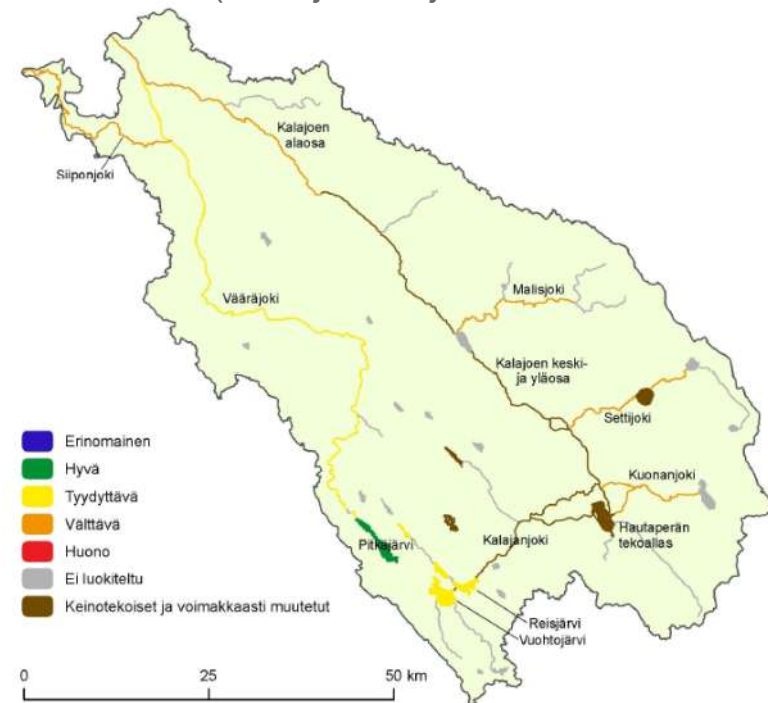 Kalajoen
alaosa
Siiponjoki
Vääräjoki
Malisjoki
Kalajoen keski-
ja yläosa
Settijoki
Kuonanjoki
Hautaperän
tekoallas
Kalajanjoki
Pitkäjärvi
Reisjärvi
Vuohtojärvi
Erinomainen
Hyvä
Tyydyttävä
Välttävä
Huono
Ei luokiteltu
Keinotekoiset ja voimakkaasti muutetut
0 25 50 km